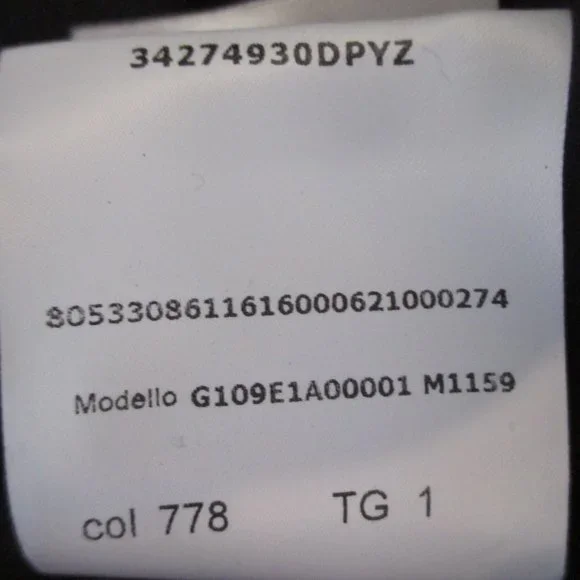 34274930DPYZ
8053308611616000621000274
Modello G109E1A00001 M1159
col 778 TG 1